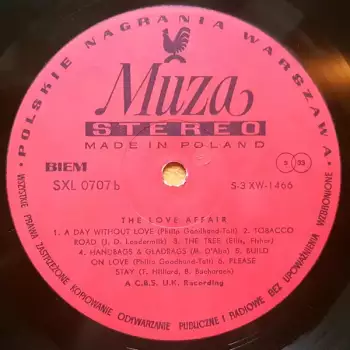 POLSKIE NAGRANIA WARSZAWA
Muza
STEREO
MADE IN POLAND
BIEM
S 33
SXL 0707b
S-3 XW-1466
THE LOVE AFFAIR
1. A DAY WITHOUT LOVE (Philip Goodhand-Tait) 2. TOBACCO
ROAD (J. D. Loudermilk) 3. THE TREE (Ellis, Fisher)
4. HANDBAGS & GLADBAGS (M. D'Abo) 5. BUILD
ON LOVE (Philip Goodhand-Tait) 6. PLEASE
STAY (T. Hilliard, B. Bacharach)
A C.B.S. U.K. Recording
WSZYSTKIE PRAWA ZASTRZEŻONE KOPIOWANIE ODTWARZANIE PUBLICZNE I RADIOWE BEZ UPOWAŻNIENIA WZBRONIONE